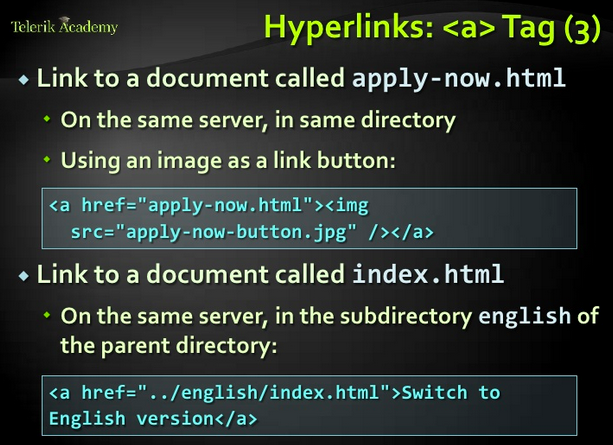 Telerik Academy
Hyperlinks: <a> Tag (3)
Link to a document called apply-now.html
On the same server, in same directory
Using an image as a link button:
<a href="apply-now.html"><img
src="apply-now-button.jpg" /></a>
Link to a document called index.html
On the same server, in the subdirectory english of
the parent directory:
<a href="../english/index.html">Switch to
English version</a>